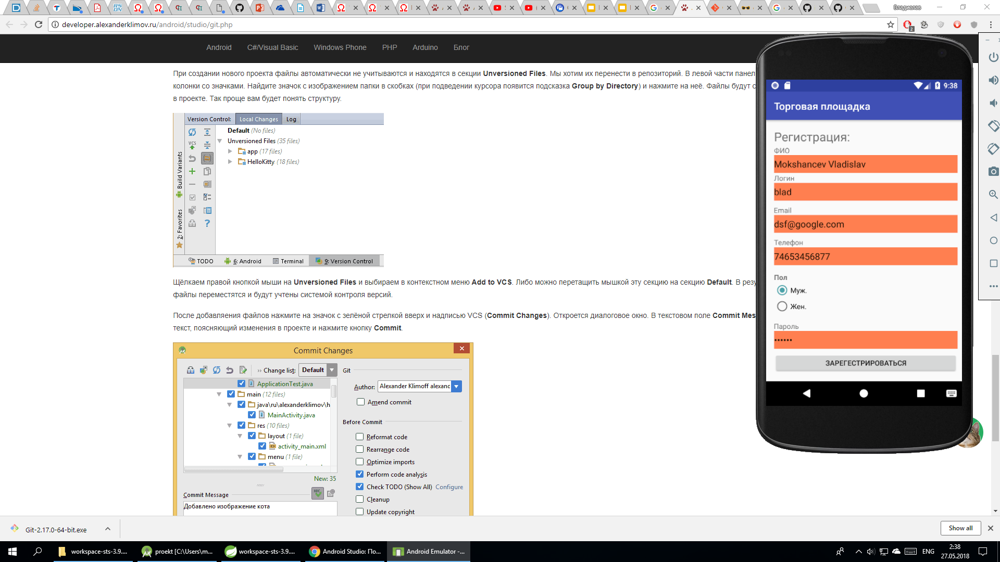 Владислав
developer.alexanderklimov.ru/android/studio/git.php
2
Android C#/Visual Basic Windows Phone PHP Arduino Блог
При создании нового проекта файлы автоматически не учитываются и находятся в секции Unversioned Files. Мы хотим их перенести в репозиторий. В левой части панел
колонки со значками. Найдите значок с изображением папки в скобках (при подведении курсора появится подсказка Group by Directory) и нажмите на неё. Файлы будут с
в проекте. Так проще вам будет понять структуру.
Version Control: Local Changes Log
Default (No files)
Unversioned Files (35 files)
app (17 files)
HelloKitty (18 files)
VCS
Build Variants
2: Favorites
TODO 6: Android Terminal 9: Version Control
Щёлкаем правой кнопкой мыши на Unversioned Files и выбираем в контекстном меню Add to VCS. Либо можно перетащить мышкой эту секцию на секцию Default. В резу
файлы переместятся и будут учтены системой контроля версий.
После добавляения файлов нажмите на значок с зелёной стрелкой вверх и надписью VCS (Commit Changes). Откроется диалоговое окно. В текстовом поле Commit Mes
текст, поясняющий изменения в проекте и нажмите кнопку Commit.
Commit Changes
Change list: Default
Git
ApplicationTest.java
main (12 files)
java\ru\alexanderklimov\h
MainActivity.java
res (10 files)
layout (1 file)
activity_main.xml
menu (1 file)
New: 35
Commit Message
Добавлено изображение кота
Author: Alexander Klimoff alexanc
Amend commit
Before Commit
Reformat code
Rearrange code
Optimize imports
Perform code analysis
Check TODO (Show All) Configure
Cleanup
Update copyright
9:38
Торговая площадка
Регистрация:
ФИО
Mokshancev Vladislav
Логин
blad
Email
dsf@google.com
Телефон
74653456877
Пол
Муж.
Жен.
Пароль
••••••
ЗАРЕГЕСТРИРОВАТЬСЯ
Git-2.17.0-64-bit.exe
Show all
workspace-sts-3.9....
proekt [C:\Users\m...
workspace-sts-3.9....
Android Studio: По...
Android Emulator -...
ENG
2:38
27.05.2018